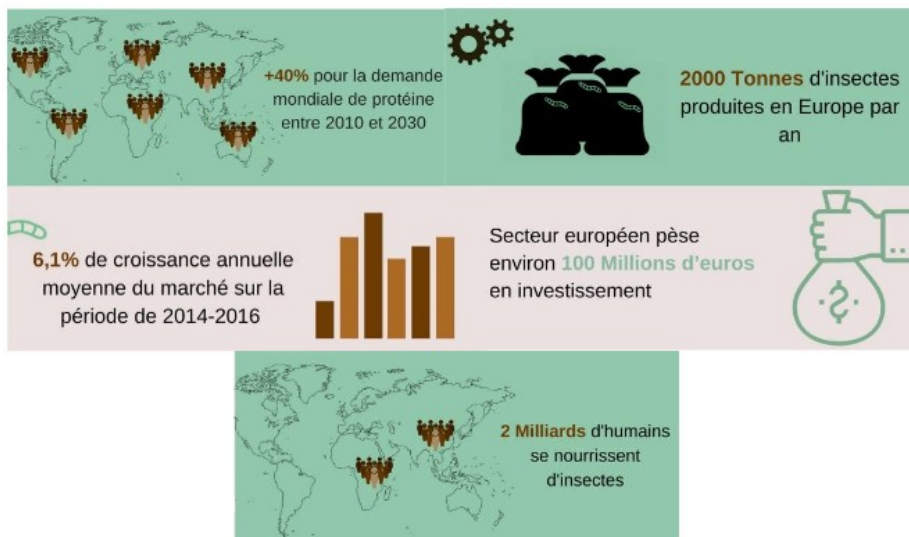 +40% pour la demande
mondiale de protéine
entre 2010 et 2030
2000 Tonnes d'insectes
produites en Europe par
an
6,1% de croissance annuelle
moyenne du marché sur la
période de 2014-2016
Secteur européen pèse
environ 100 Millions d'euros
en investissement
2 Milliards d'humains
se nourrissent
d'insectes